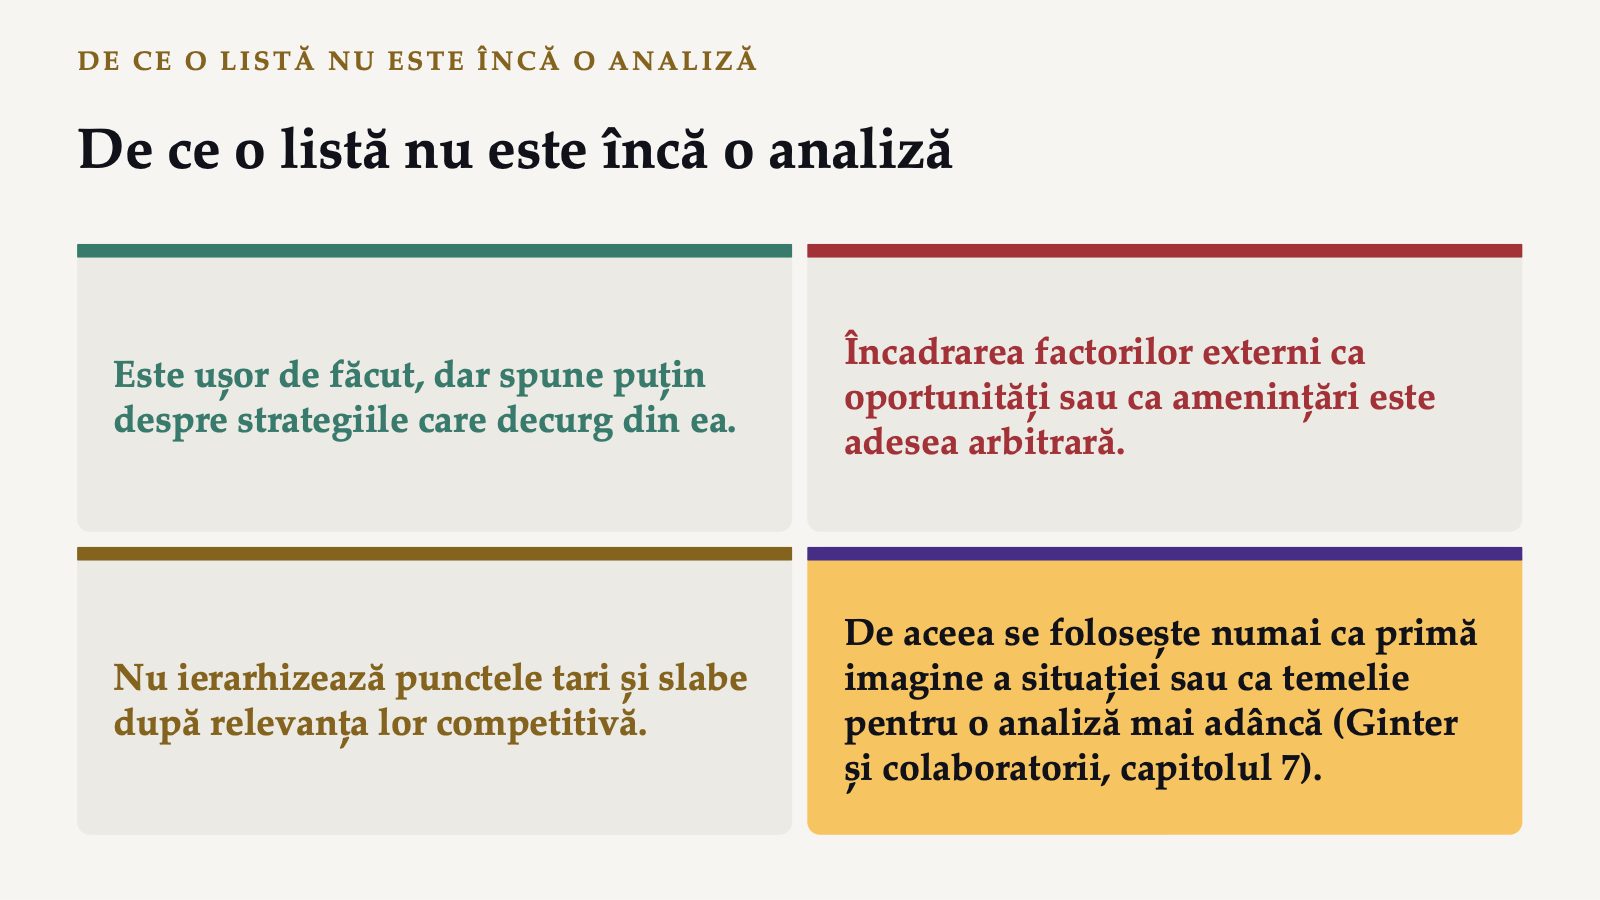 DE CE O LISTĂ NU ESTE ÎNCĂ O ANALIZĂ
De ce o listă nu este încă o analiză
Este ușor de făcut, dar spune puțin
despre strategiile care decurg din ea.
Încadrarea factorilor externi ca
oportunități sau ca amenințări este
adesea arbitrară.
Nu ierarhizează punctele tari și slabe
după relevanța lor competitivă.
De aceea se folosește numai ca primă
imagine a situației sau ca temelie
pentru o analiză mai adâncă (Ginter
și colaboratorii, capitolul 7).